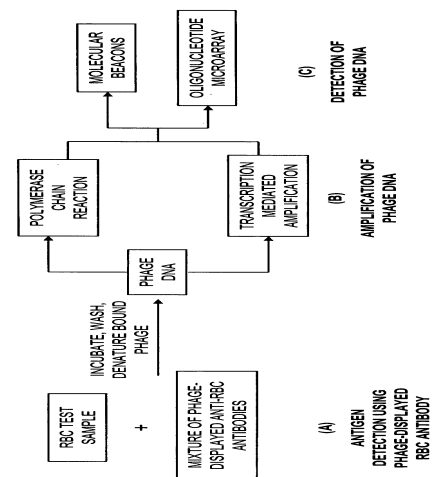 RBC TEST
SAMPLE
+
MIXTURE OF PHAGE-
DISPLAYED ANTI-RBC
ANTIBODIES
(A)
ANTIGEN
DETECTION USING
PHAGE-DISPLAYED
RBC ANTIBODY
INCUBATE, WASH,
DENATURE BOUND
PHAGE
PHAGE
DNA
POLYMERASE
CHAIN
REACTION
TRANSCRIPTION
MEDIATED
AMPLIFICATION
(B)
AMPLIFICATION OF
PHAGE DNA
MOLECULAR
BEACONS
OLIGONUCLEOTIDE
MICROARRAY
(C)
DETECTION OF
PHAGE DNA